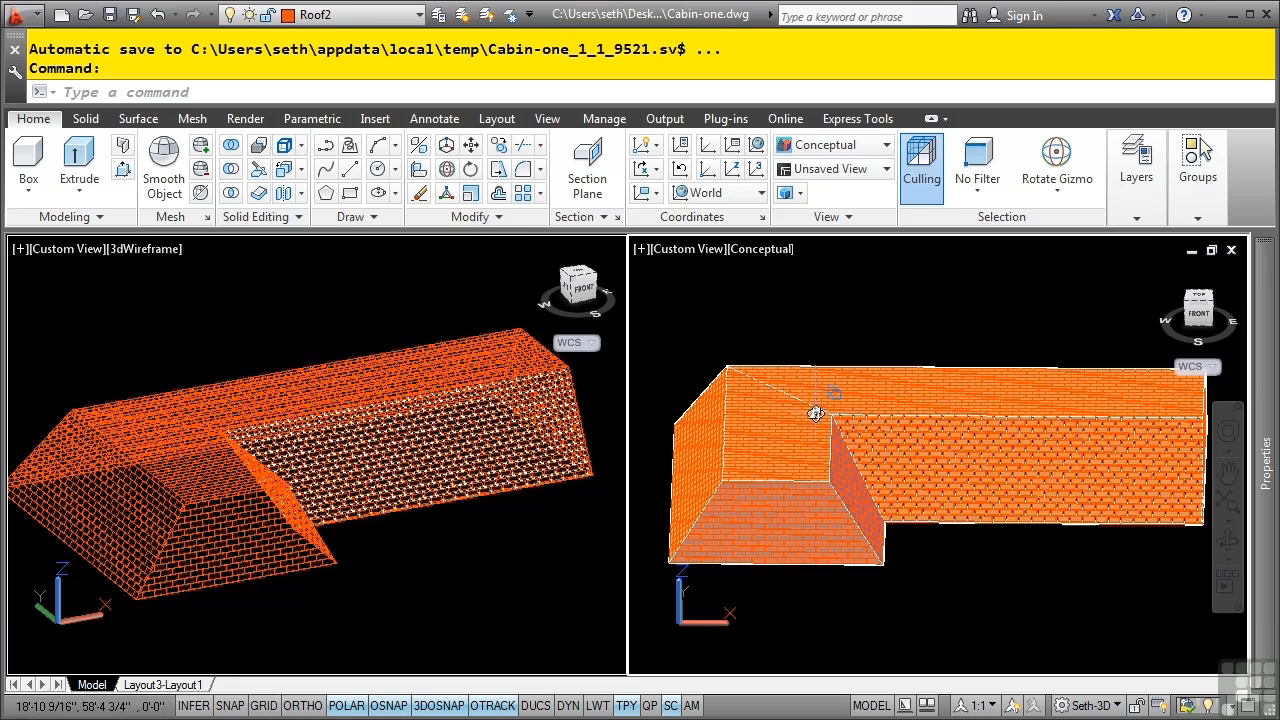 Roof2
C:\Users\seth\Desk...\Cabin-one.dwg
Type a keyword or phrase
Sign In
Automatic save to C:\Users\seth\appdata\local\temp\Cabin-one_1_1_9521.sv$ ...
Command:
Type a command
Home Solid Surface Mesh Render Parametric Insert Annotate Layout View Manage Output Plug-ins Online Express Tools
Conceptual
Unsaved View
World
Box Extrude Smooth Object Section Plane Culling No Filter Rotate Gizmo Layers Groups
Modeling Mesh Solid Editing Draw Modify Section Coordinates View Selection
[+][Custom View][3dWireframe]
[+][Custom View][Conceptual]
FRONT
W
S
WCS
TOP
FRONT
W
E
S
WCS
Properties
Z
Y
X
Z
Y
X
Model Layout3-Layout1
18'-10 9/16", 58'-4 3/4" , 0'-0" INFER SNAP GRID ORTHO POLAR OSNAP 3DOSNAP OTRACK DUCS DYN LWT TPY QP SC AM MODEL 1:1 Seth-3D